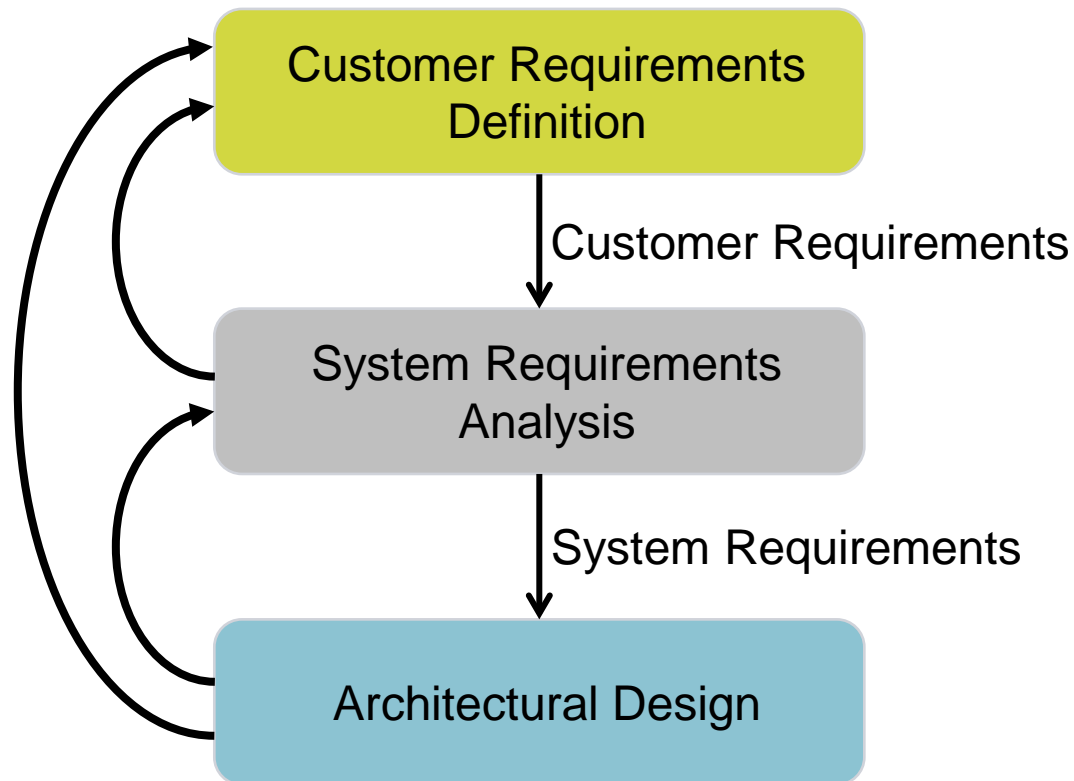 Customer Requirements
Definition
Customer Requirements
System Requirements
Analysis
System Requirements
Architectural Design